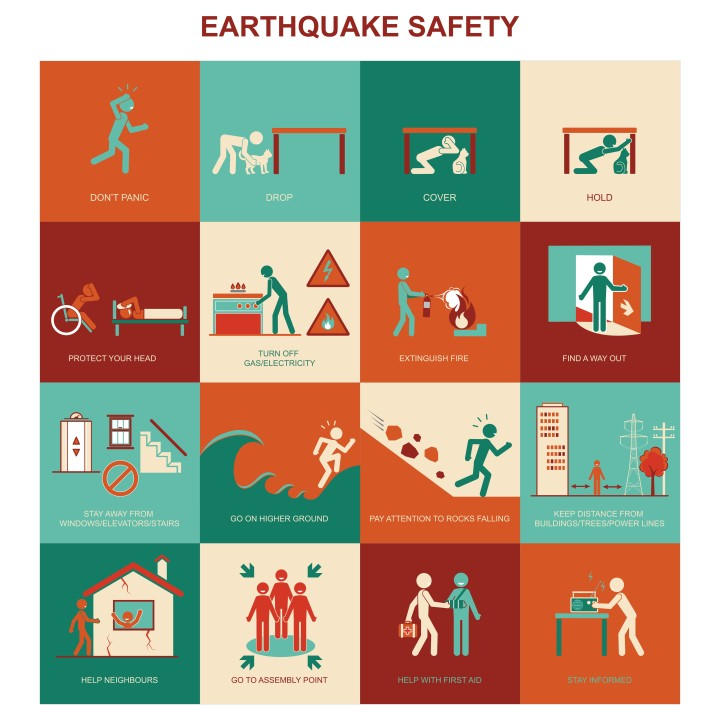 EARTHQUAKE SAFETY
DON'T PANIC
DROP
COVER
HOLD
PROTECT YOUR HEAD
TURN OFF
GAS/ELECTRICITY
EXTINGUISH FIRE
FIND A WAY OUT
STAY AWAY FROM
WINDOWS/ELEVATORS/STAIRS
GO ON HIGHER GROUND
PAY ATTENTION TO ROCKS FALLING
KEEP DISTANCE FROM
BUILDINGS/TREES/POWER LINES
HELP NEIGHBOURS
GO TO ASSEMBLY POINT
HELP WITH FIRST AID
STAY INFORMED